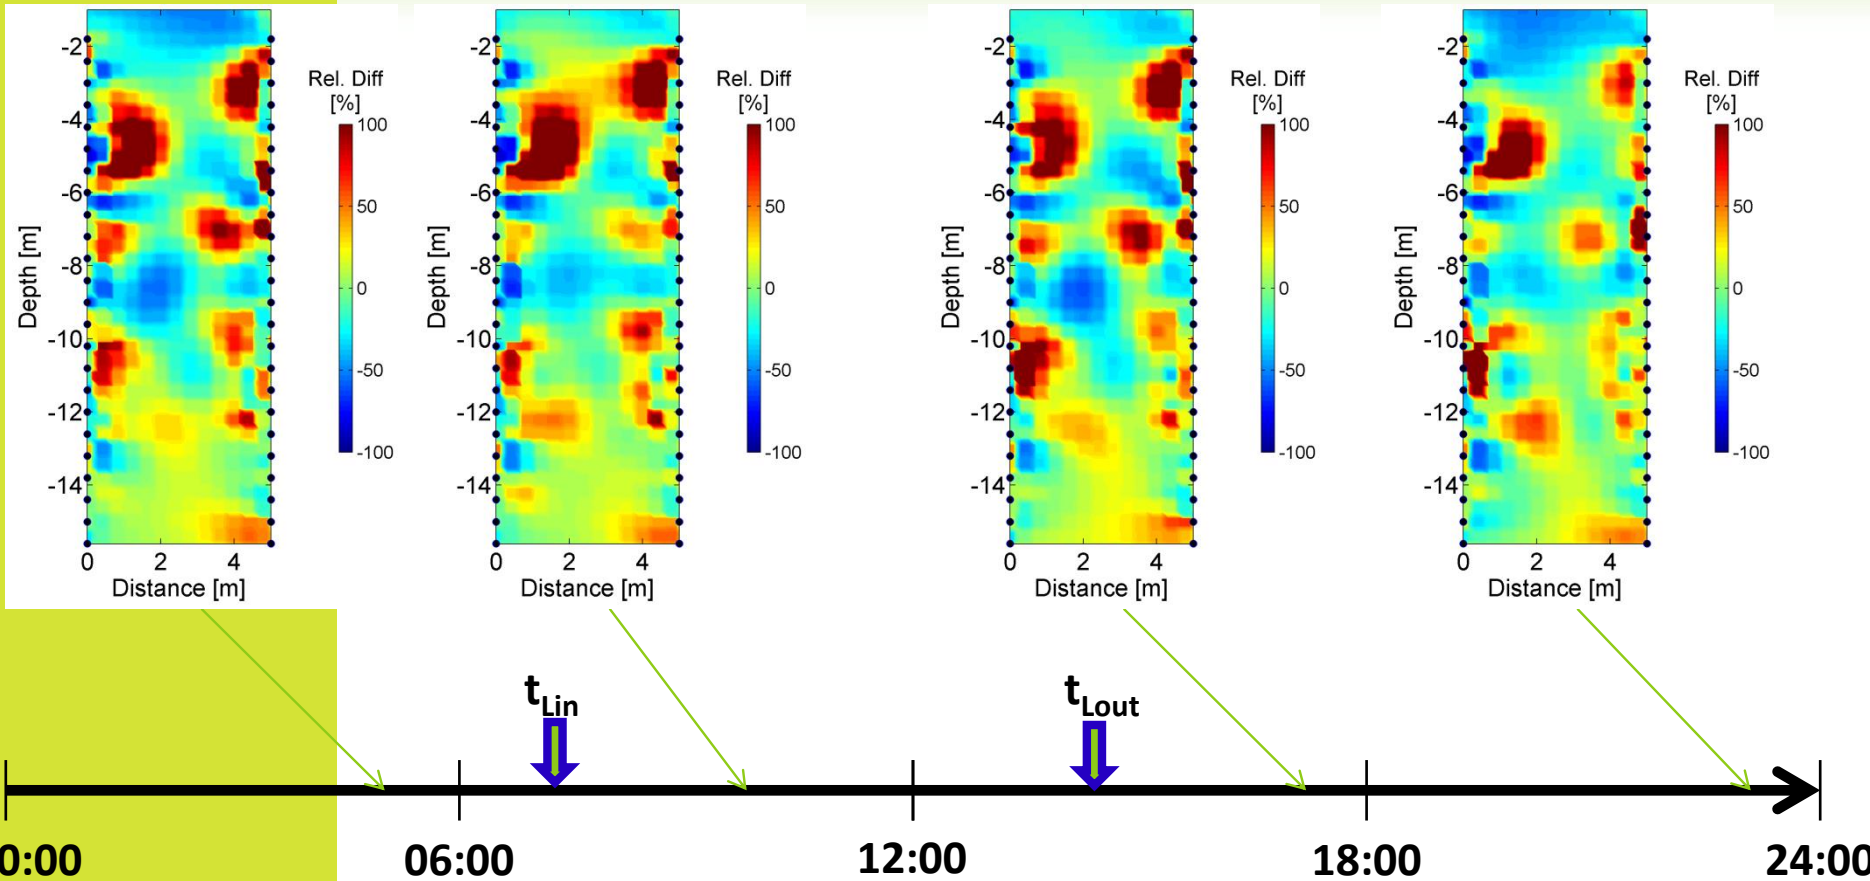 Rel. Diff
[%]
100
50
0
-50
-100
-2
-4
-6
-8
-10
-12
-14
Depth [m]
0 2 4
Distance [m]
Rel. Diff
[%]
100
50
0
-50
-100
-2
-4
-6
-8
-10
-12
-14
Depth [m]
0 2 4
Distance [m]
Rel. Diff
[%]
100
50
0
-50
-100
-2
-4
-6
-8
-10
-12
-14
Depth [m]
0 2 4
Distance [m]
Rel. Diff
[%]
100
50
0
-50
-100
-2
-4
-6
-8
-10
-12
-14
Depth [m]
0 2 4
Distance [m]
tLin tLout
0:00 06:00 12:00 18:00 24:00